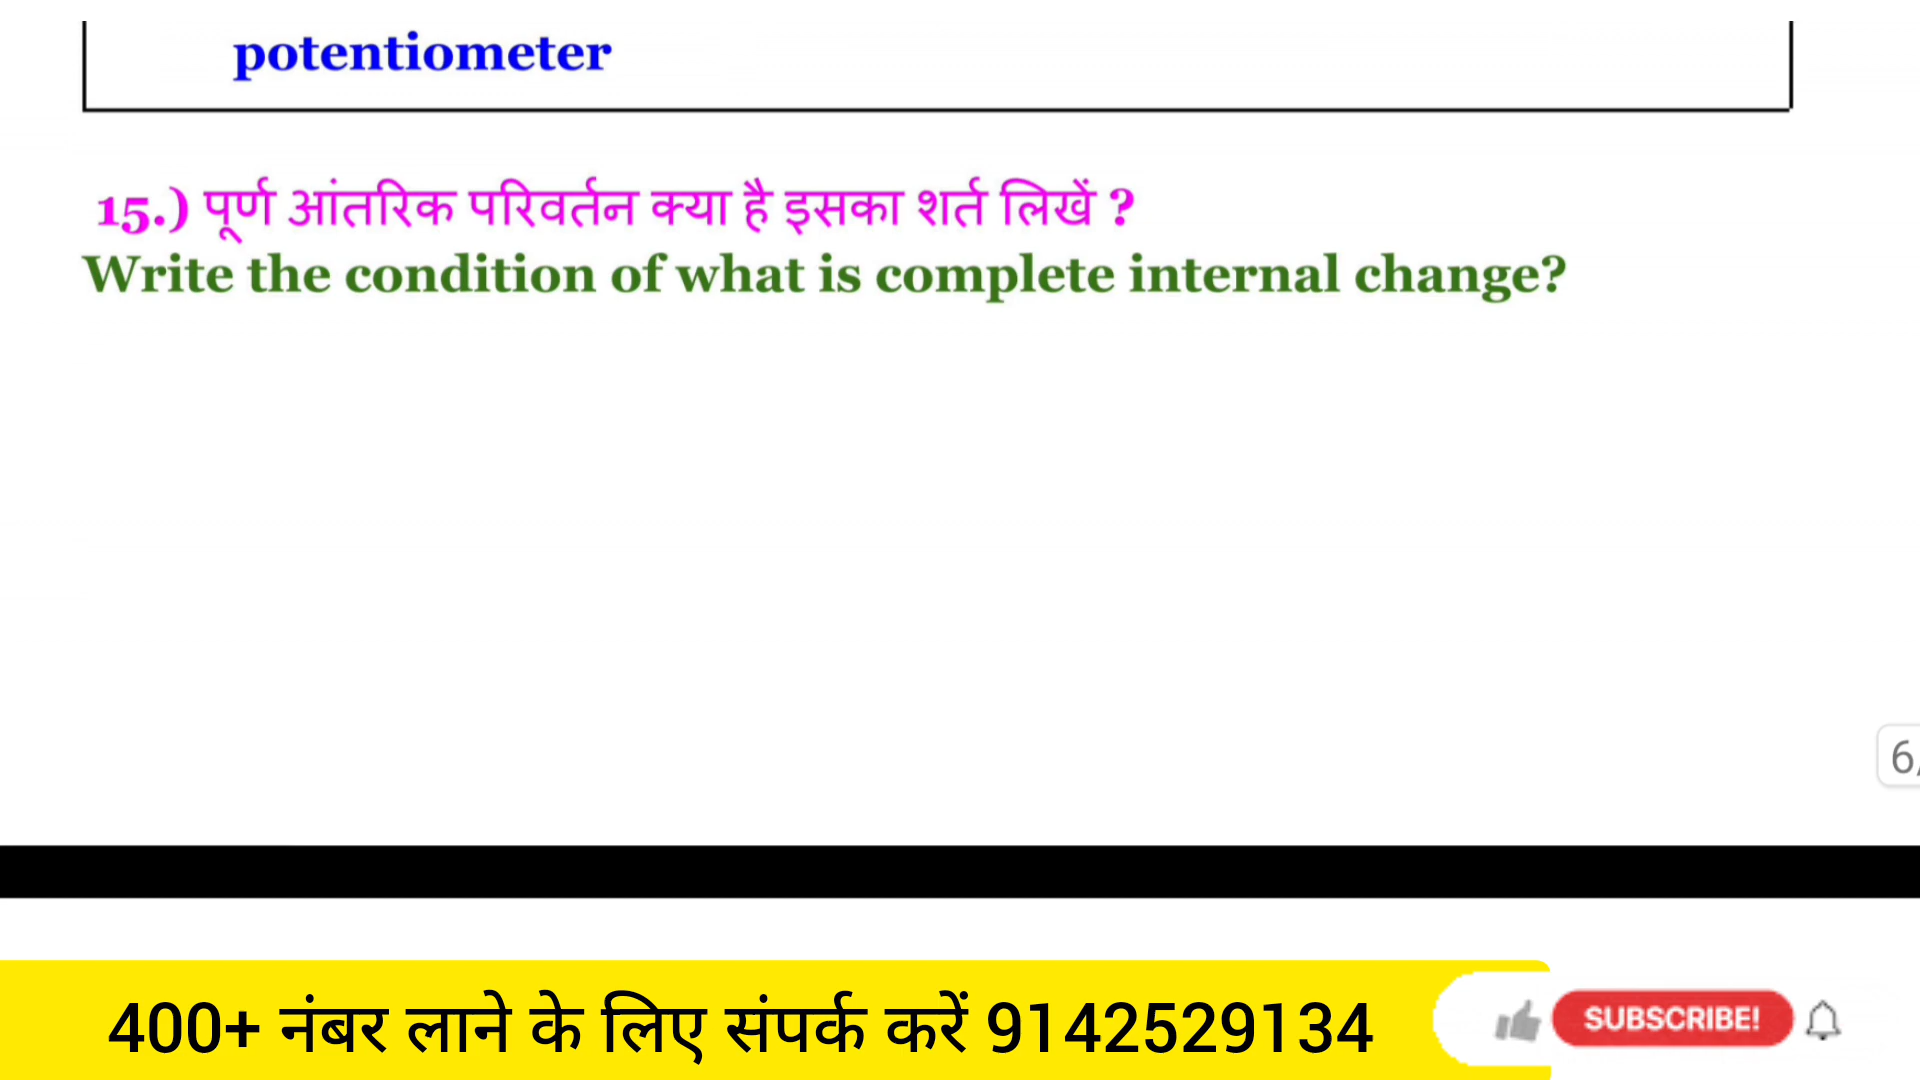 potentiometer
15.) पूर्ण आंतरिक परिवर्तन क्या है इसका शर्त लिखें ?
Write the condition of what is complete internal change?
6/
400+ नंबर लाने के लिए संपर्क करें 9142529134
SUBSCRIBE!